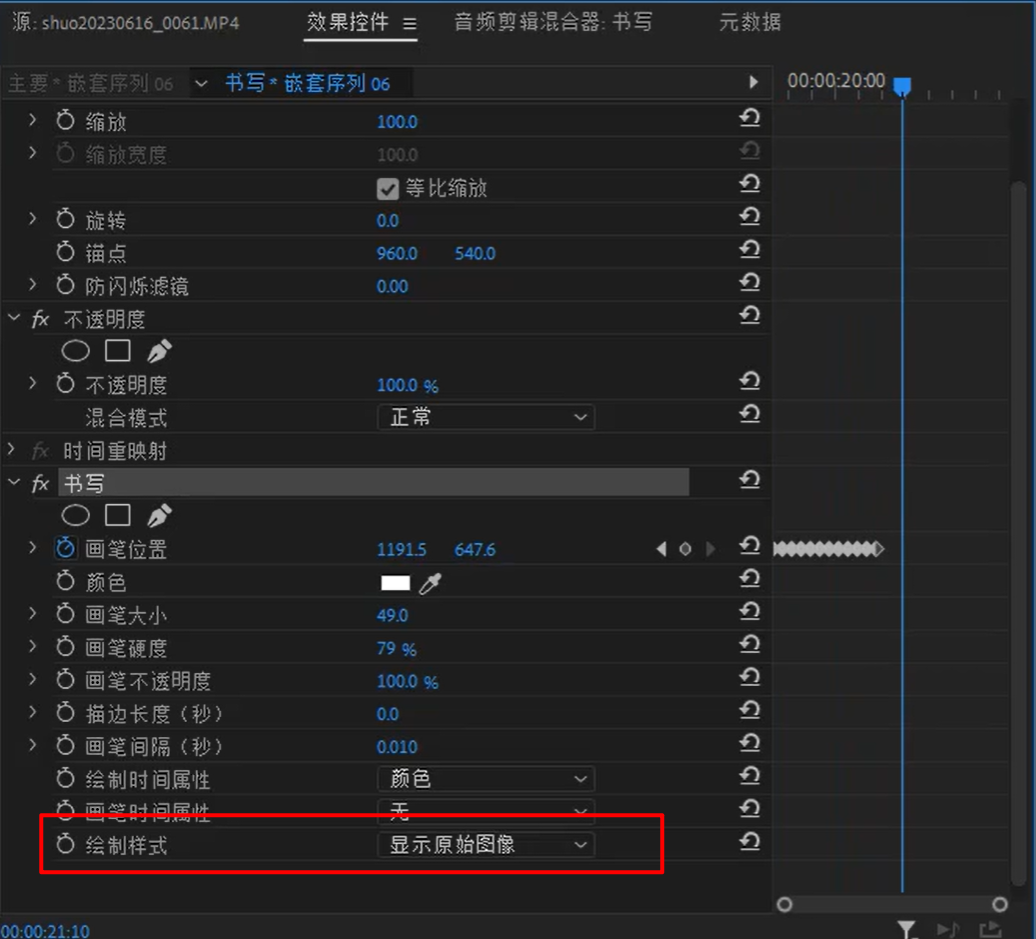 源: shuo20230616_0061.MP4 效果控件 音频剪辑混合器: 书写 元数据
主要 * 嵌套序列 06 书写 * 嵌套序列 06 00:00:20:00
缩放 100.0
缩放宽度 100.0
等比缩放
旋转 0.0
锚点 960.0 540.0
防闪烁滤镜 0.00
fx 不透明度
不透明度 100.0 %
混合模式 正常
fx 时间重映射
fx 书写
画笔位置 1191.5 647.6
颜色
画笔大小 49.0
画笔硬度 79 %
画笔不透明度 100.0 %
描边长度（秒） 0.0
画笔间隔（秒） 0.010
绘制时间属性 颜色
画笔时间属性 无
绘制样式 显示原始图像
00:00:21:10